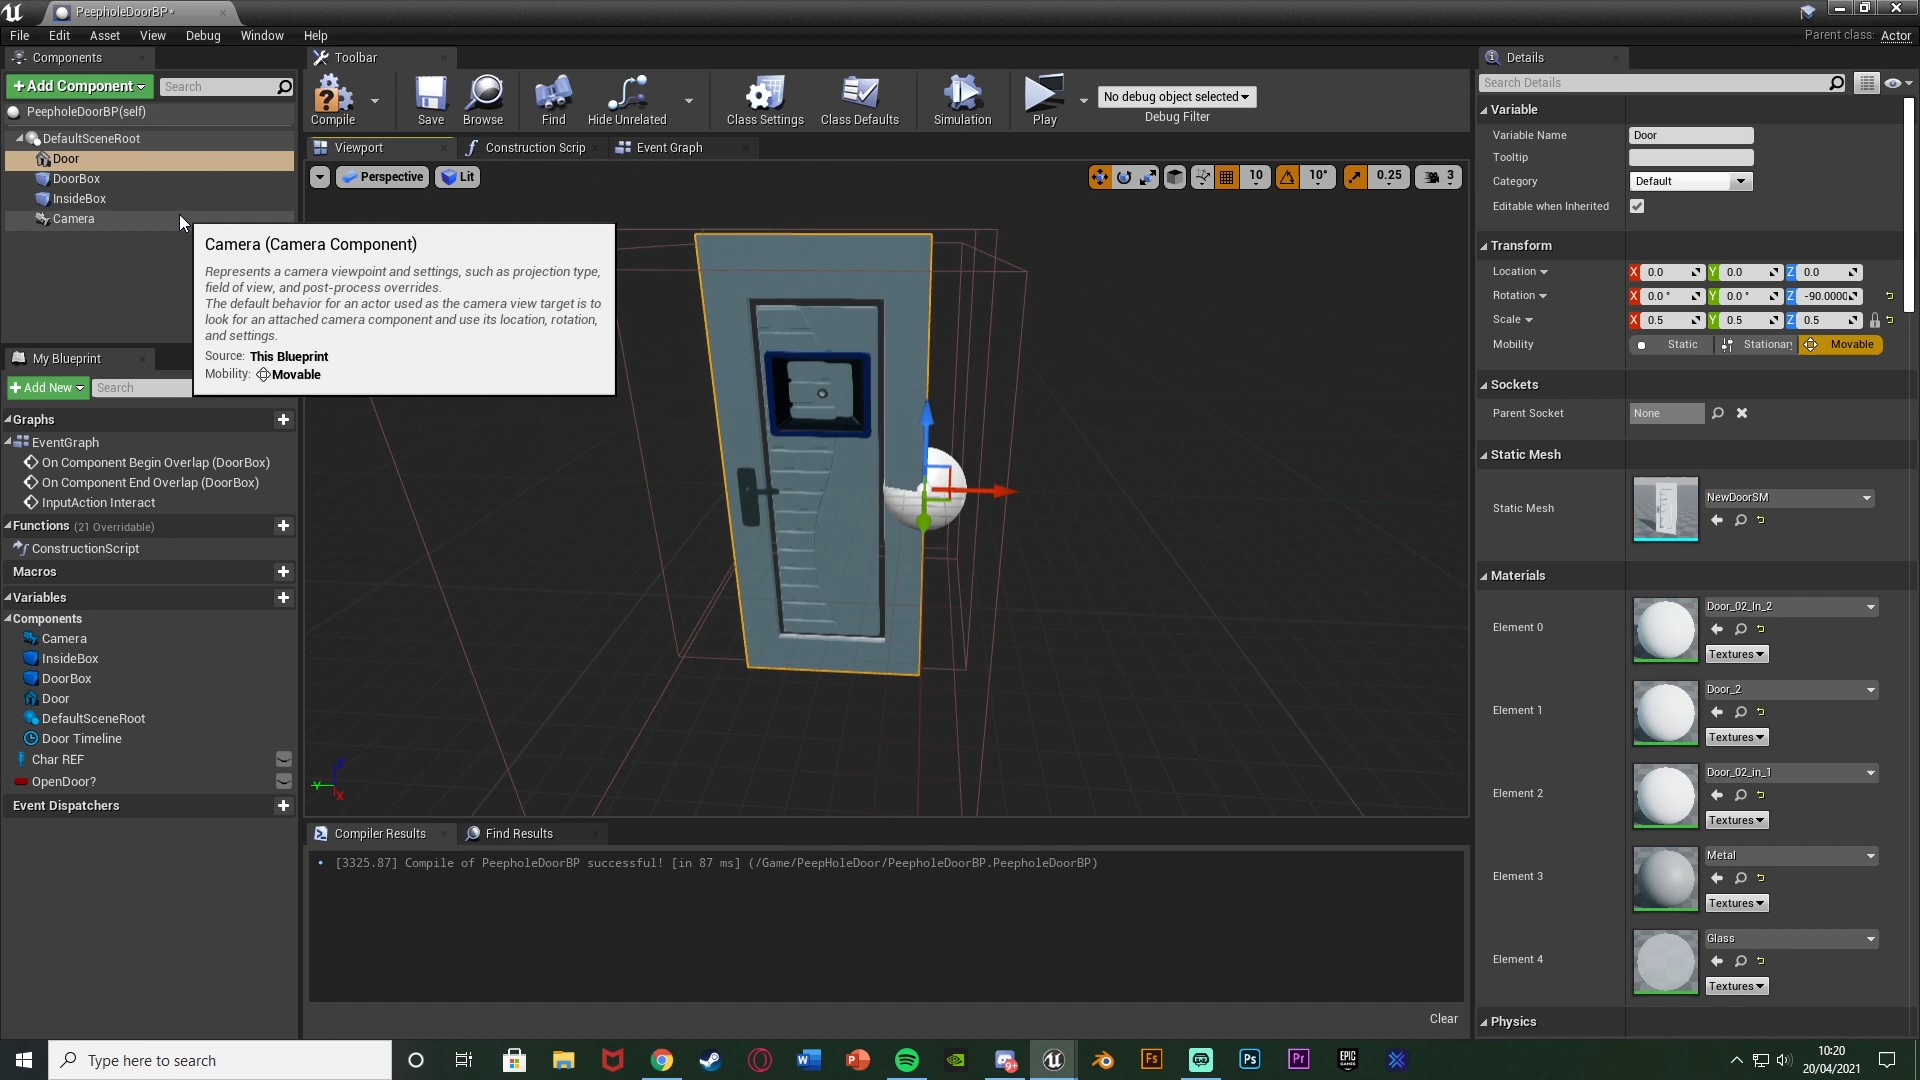 PeepholeDoorBP*
File Edit Asset View Debug Window Help
Parent class: Actor
Components
+Add Component
Search
PeepholeDoorBP(self)
DefaultSceneRoot
Door
DoorBox
InsideBox
Camera
Toolbar
Compile
Save
Browse
Find
Hide Unrelated
Class Settings
Class Defaults
Simulation
Play
No debug object selected
Debug Filter
Viewport
Construction Scrip
Event Graph
Perspective
Lit
10
10°
0.25
3
Camera (Camera Component)
Represents a camera viewpoint and settings, such as projection type,
field of view, and post-process overrides.
The default behavior for an actor used as the camera view target is to
look for an attached camera component and use its location, rotation,
and settings.
Source: This Blueprint
Mobility: Movable
My Blueprint
+Add New
Search
Graphs
EventGraph
On Component Begin Overlap (DoorBox)
On Component End Overlap (DoorBox)
InputAction Interact
Functions (21 Overridable)
ConstructionScript
Macros
Variables
Components
Camera
InsideBox
DoorBox
Door
DefaultSceneRoot
Door Timeline
Char REF
OpenDoor?
Event Dispatchers
Z
Y
X
Compiler Results
Find Results
[3325.87] Compile of PeepholeDoorBP successful! [in 87 ms] (/Game/PeepHoleDoor/PeepholeDoorBP.PeepholeDoorBP)
Clear
Details
Search Details
Variable
Variable Name Door
Tooltip
Category Default
Editable when Inherited
Transform
Location X 0.0 Y 0.0 Z 0.0
Rotation X 0.0 ° Y 0.0 ° Z -90.0000
Scale X 0.5 Y 0.5 Z 0.5
Mobility Static Stationar Movable
Sockets
Parent Socket None
Static Mesh
Static Mesh NewDoorSM
Materials
Element 0 Door_02_In_2
Textures
Element 1 Door_2
Textures
Element 2 Door_02_in_1
Textures
Element 3 Metal
Textures
Element 4 Glass
Textures
Physics
Type here to search
9+
Fs
Ps
Pr
EPIC GAMES
10:20
20/04/2021